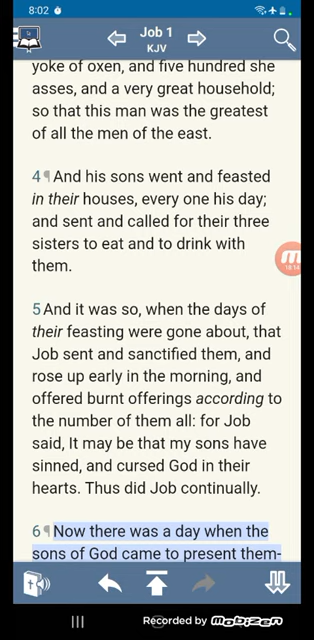 8:02
Job 1
KJV
yoke of oxen, and five hundred she
asses, and a very great household;
so that this man was the greatest
of all the men of the east.
4 ¶ And his sons went and feasted
in their houses, every one his day;
and sent and called for their three
sisters to eat and to drink with
them.
18:14
5 And it was so, when the days of
their feasting were gone about, that
Job sent and sanctified them, and
rose up early in the morning, and
offered burnt offerings according to
the number of them all: for Job
said, It may be that my sons have
sinned, and cursed God in their
hearts. Thus did Job continually.
6 ¶ Now there was a day when the
sons of God came to present them-
Recorded by mobizen